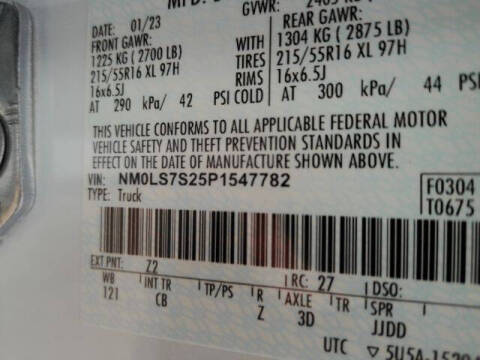 DATE: 01/23
GVWR:
FRONT GAWR:
REAR GAWR:
1225 KG ( 2700 LB) WITH 1304 KG ( 2875 LB)
215/55R16 XL 97H TIRES 215/55R16 XL 97H
16x6.5J RIMS 16x6.5J
AT 290 kPa/ 42 PSI COLD AT 300 kPa/ 44 PSI
THIS VEHICLE CONFORMS TO ALL APPLICABLE FEDERAL MOTOR
VEHICLE SAFETY AND THEFT PREVENTION STANDARDS IN
EFFECT ON THE DATE OF MANUFACTURE SHOWN ABOVE.
VIN: NM0LS7S25P1547782
TYPE: Truck
F0304
T0675
EXT PNT: Z2 RC: 27 DSO:
WB INT TR TP/PS R AXLE TR SPR
121 CB Z 3D JJDD
UTC